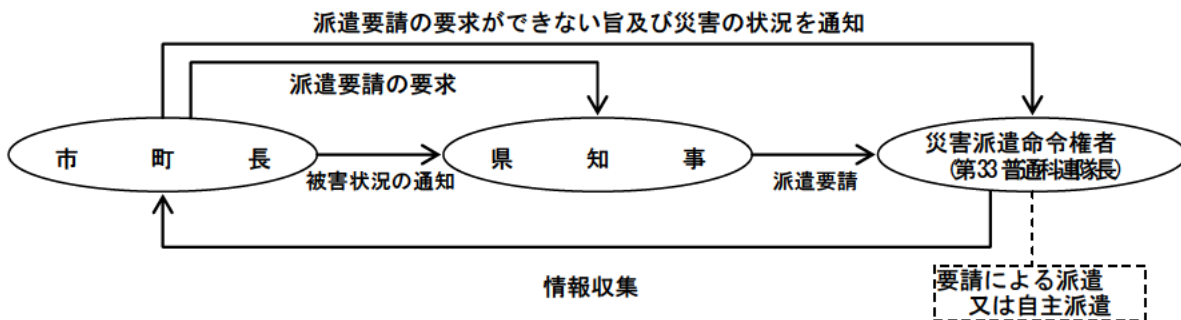 派遣要請の要求ができない旨及び災害の状況を通知
派遣要請の要求
市町長
被害状況の通知
県知事
派遣要請
災害派遣命令権者
(第33普通科連隊長)
情報収集
要請による派遣
又は自主派遣